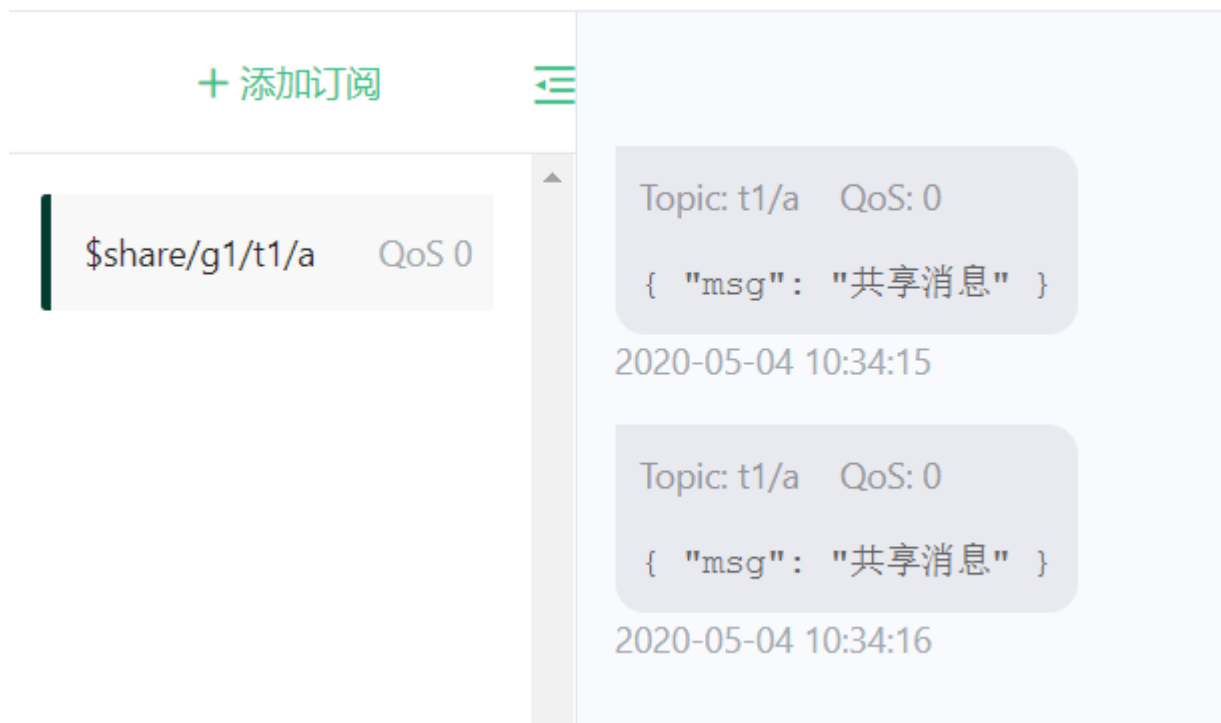 + 添加订阅
$share/g1/t1/a QoS 0
Topic: t1/a QoS: 0
{ "msg": "共享消息" }
2020-05-04 10:34:15
Topic: t1/a QoS: 0
{ "msg": "共享消息" }
2020-05-04 10:34:16